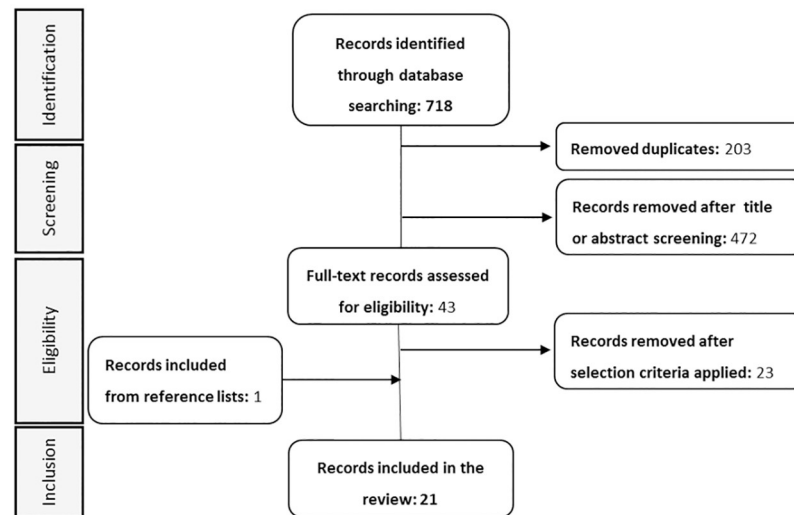 Identification
Records identified
through database
searching: 718
Removed duplicates: 203
Screening
Records removed after title
or abstract screening: 472
Eligibility
Full-text records assessed
for eligibility: 43
Records removed after
selection criteria applied: 23
Records included
from reference lists: 1
Inclusion
Records included in the
review: 21